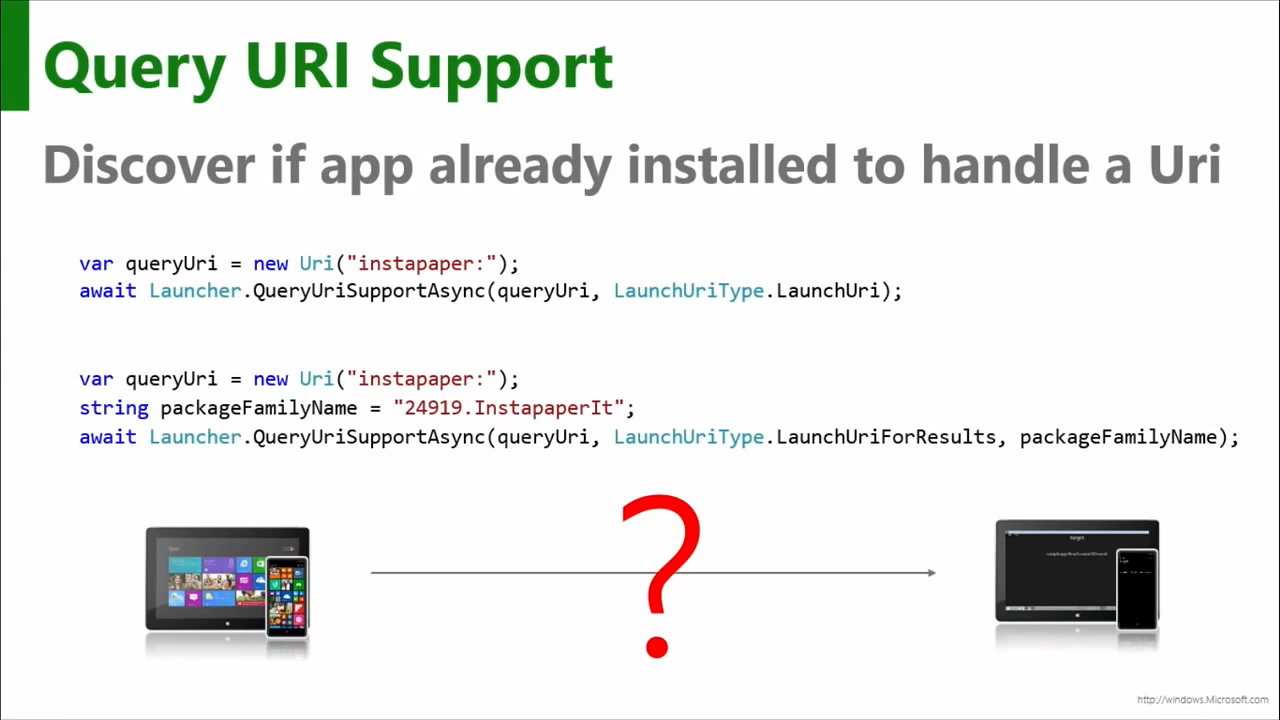 Query URI Support
Discover if app already installed to handle a Uri
var queryUri = new Uri("instapaper:");
await Launcher.QueryUriSupportAsync(queryUri, LaunchUriType.LaunchUri);
var queryUri = new Uri("instapaper:");
string packageFamilyName = "24919.InstapaperIt";
await Launcher.QueryUriSupportAsync(queryUri, LaunchUriType.LaunchUriForResults, packageFamilyName);
?
Start
target
http://windows.Microsoft.com